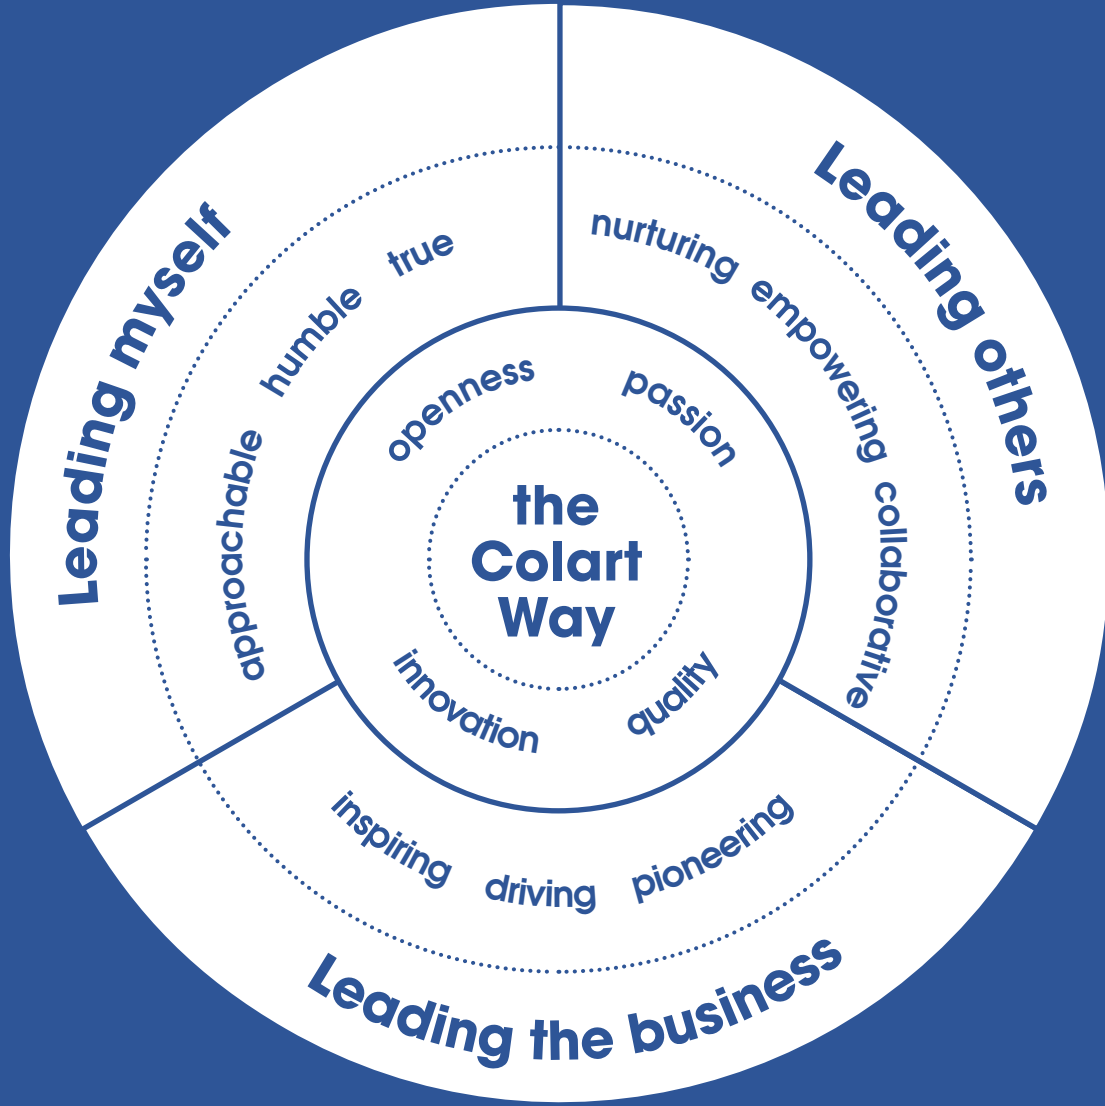 Leading myself
approachable
humble
true
Leading others
nurturing
empowering
collaborative
openness
passion
the
Colart
Way
innovation
quality
inspiring
driving
pioneering
Leading the business